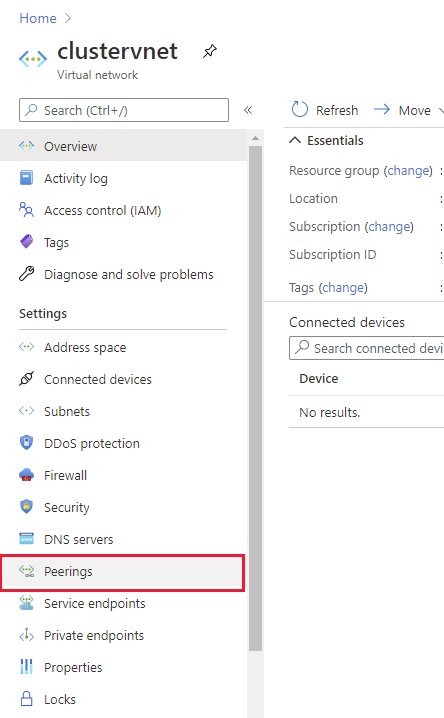 Home
clustervnet
Virtual network
Search (Ctrl+/)
«
Overview
Activity log
Access control (IAM)
Tags
Diagnose and solve problems
Settings
Address space
Connected devices
Subnets
DDoS protection
Firewall
Security
DNS servers
Peerings
Service endpoints
Private endpoints
Properties
Locks
Refresh
Move
Essentials
Resource group (change) :
Location :
Subscription (change) :
Subscription ID :
Tags (change) :
Connected devices
Search connected devi
Device
No results.